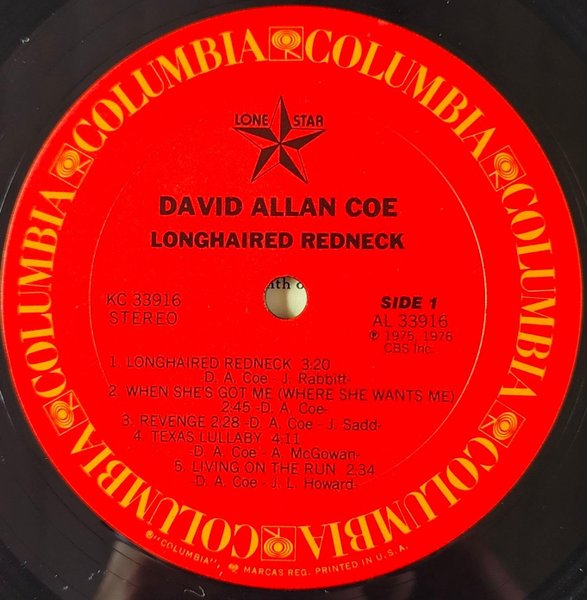 COLUMBIA COLUMBIA COLUMBIA COLUMBIA COLUMBIA COLUMBIA
LONE STAR
DAVID ALLAN COE
LONGHAIRED REDNECK
KC 33916
STEREO
SIDE 1
AL 33916
℗ 1975, 1976
CBS Inc.
1. LONGHAIRED REDNECK 3:20
D. A. Coe - J. Rabbitt-
2. WHEN SHE'S GOT ME (WHERE SHE WANTS ME)
2:45 -D. A. Coe-
3. REVENGE 2:28 -D. A. Coe - J. Sadd-
4. TEXAS LULLABY 4:11
-D. A. Coe - A. McGowan-
5. LIVING ON THE RUN 2:34
-D. A. Coe - J. L. Howard-
® "COLUMBIA", MARCAS REG. PRINTED IN U.S.A.